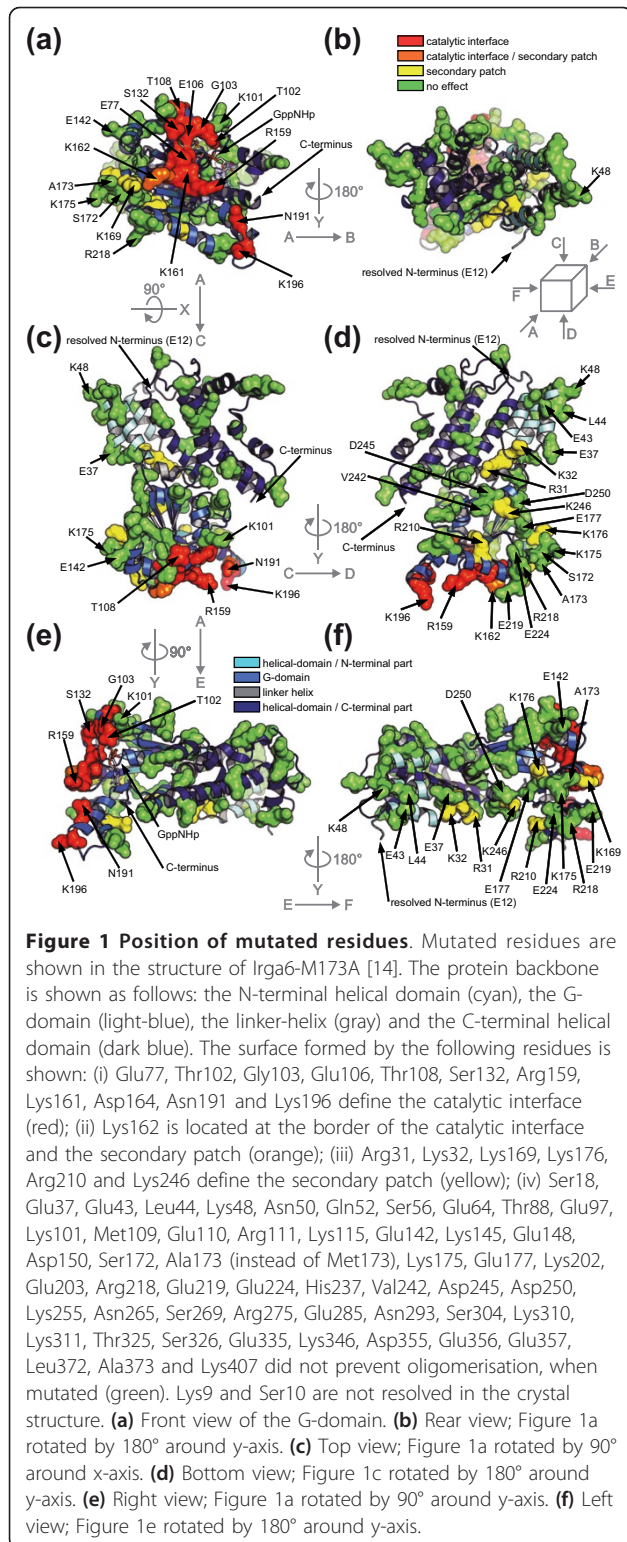 (a)
T108
E106
S132
G103
T102
E77
K101
GppNHp
E142
R159
K162
C-terminus
A173
K175
S172
K169
R218
K161
N191
K196
180°
Y
A
B
(b)
catalytic interface
catalytic interface / secondary patch
secondary patch
no effect
K48
resolved N-terminus (E12)
C
B
F
E
A
D
90°
X
A
C
(c)
resolved N-terminus (E12)
K48
C-terminus
E37
K175
K101
E142
N191
T108
K196
R159
180°
Y
C
D
(d)
resolved N-terminus (E12)
K48
L44
E43
D245
E37
V242
K32
R31
D250
K246
C-terminus
R210
E177
K176
K175
S172
A173
R218
K196
R159
K162
E219
E224
A
90°
Y
E
(e)
G103
S132
K101
T102
R159
GppNHp
C-terminus
N191
K196
helical-domain / N-terminal part
G-domain
linker helix
helical-domain / C-terminal part
180°
Y
E
F
(f)
E142
K176
A173
D250
K48
E43
L44
E37
K32
K246
R31
R210
K169
E219
K175
R218
E177
E224
resolved N-terminus (E12)
Figure 1 Position of mutated residues. Mutated residues are
shown in the structure of Irga6-M173A [14]. The protein backbone
is shown as follows: the N-terminal helical domain (cyan), the G-
domain (light-blue), the linker-helix (gray) and the C-terminal helical
domain (dark blue). The surface formed by the following residues is
shown: (i) Glu77, Thr102, Gly103, Glu106, Thr108, Ser132, Arg159,
Lys161, Asp164, Asn191 and Lys196 define the catalytic interface
(red); (ii) Lys162 is located at the border of the catalytic interface
and the secondary patch (orange); (iii) Arg31, Lys32, Lys169, Lys176,
Arg210 and Lys246 define the secondary patch (yellow); (iv) Ser18,
Glu37, Glu43, Leu44, Lys48, Asn50, Gln52, Ser56, Glu64, Thr88, Glu97,
Lys101, Met109, Glu110, Arg111, Lys115, Glu142, Lys145, Glu148,
Asp150, Ser172, Ala173 (instead of Met173), Lys175, Glu177, Lys202,
Glu203, Arg218, Glu219, Glu224, His237, Val242, Asp245, Asp250,
Lys255, Asn265, Ser269, Arg275, Glu285, Asn293, Ser304, Lys310,
Lys311, Thr325, Ser326, Glu335, Lys346, Asp355, Glu356, Glu357,
Leu372, Ala373 and Lys407 did not prevent oligomerisation, when
mutated (green). Lys9 and Ser10 are not resolved in the crystal
structure. (a) Front view of the G-domain. (b) Rear view; Figure 1a
rotated by 180° around y-axis. (c) Top view; Figure 1a rotated by 90°
around x-axis. (d) Bottom view; Figure 1c rotated by 180° around
y-axis. (e) Right view; Figure 1a rotated by 90° around y-axis. (f) Left
view; Figure 1e rotated by 180° around y-axis.